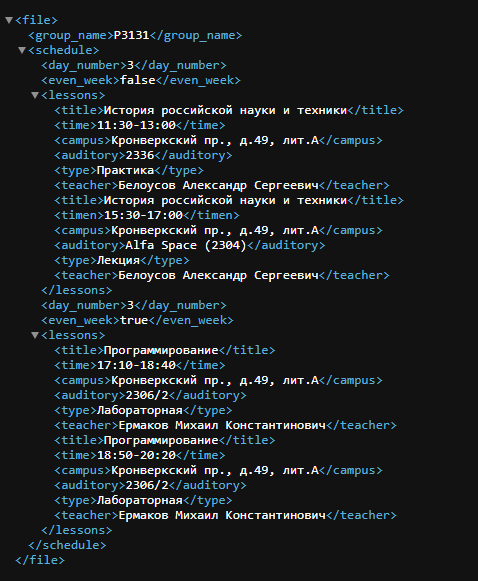 <file>
<group_name>P3131</group_name>
<schedule>
<day_number>3</day_number>
<even_week>false</even_week>
<lessons>
<title>История российской науки и техники</title>
<time>11:30-13:00</time>
<campus>Кронверкский пр., д.49, лит.А</campus>
<auditory>2336</auditory>
<type>Практика</type>
<teacher>Белоусов Александр Сергеевич</teacher>
<title>История российской науки и техники</title>
<timen>15:30-17:00</timen>
<campus>Кронверкский пр., д.49, лит.А</campus>
<auditory>Alfa Space (2304)</auditory>
<type>Лекция</type>
<teacher>Белоусов Александр Сергеевич</teacher>
</lessons>
<day_number>3</day_number>
<even_week>true</even_week>
<lessons>
<title>Программирование</title>
<time>17:10-18:40</time>
<campus>Кронверкский пр., д.49, лит.А</campus>
<auditory>2306/2</auditory>
<type>Лабораторная</type>
<teacher>Ермаков Михаил Константинович</teacher>
<title>Программирование</title>
<time>18:50-20:20</time>
<campus>Кронверкский пр., д.49, лит.А</campus>
<auditory>2306/2</auditory>
<type>Лабораторная</type>
<teacher>Ермаков Михаил Константинович</teacher>
</lessons>
</schedule>
</file>